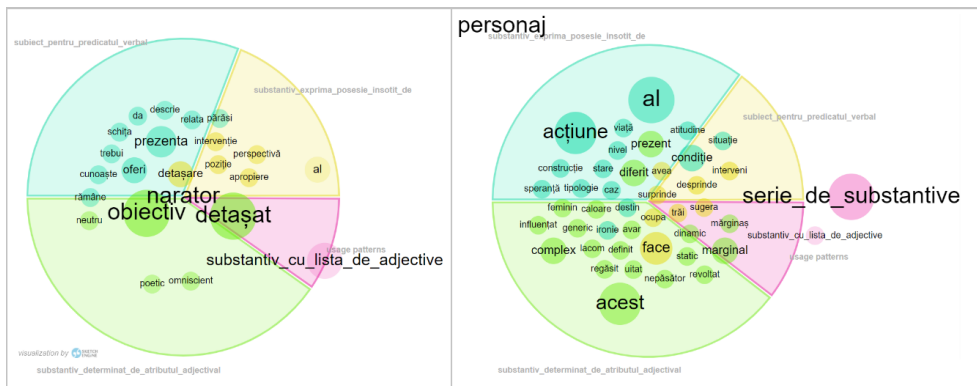 subiect_pentru_predicatul_verbal
substantiv_exprima_posesie_insotit_de
da
descrie
relata
părăsi
schița
prezenta
intervenție
trebui
oferi
poziție
perspectivă
cunoaște
detașare
apropiere
al
rămâne
narator
neutru
obiectiv
detașat
usage patterns
substantiv_cu_lista_de_adjective
poetic
omniscient
visualization by SKETCH ENGINE
substantiv_determinat_de_atributul_adjectival
personaj
substantiv_exprima_posesie_insotit_de
al
acțiune
viață
atitudine
subiect_pentru_predicatul_verbal
nivel
prezent
situație
condiție
construcție
stare
diferit
avea
interveni
speranță
tipologie
caz
desprinde
surprinde
serie_de_substantive
feminin
caloare
destin
trăi
sugera
influențat
generic
ironie
avar
ocupa
dinamic
mărginaș
substantiv_cu_lista_de_adjective
complex
lacom
definit
face
static
marginal
usage patterns
regăsit
uitat
nepăsător
revoltat
acest
substantiv_determinat_de_atributul_adjectival